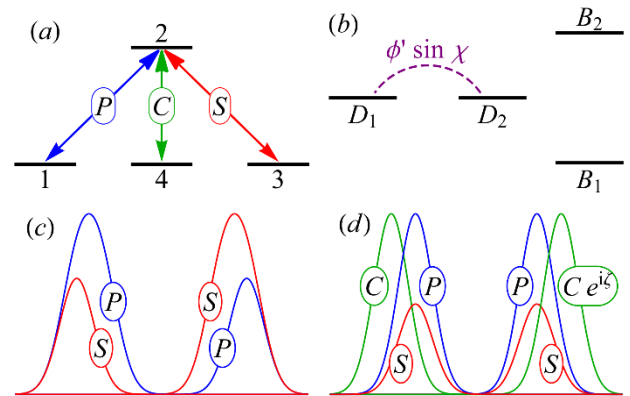 (a)
2
P
C
S
1
4
3
(b)
ϕ' sin χ
D₁
D₂
B₂
B₁
(c)
P
S
S
P
(d)
C
P
S
P
C e^{iζ}
S